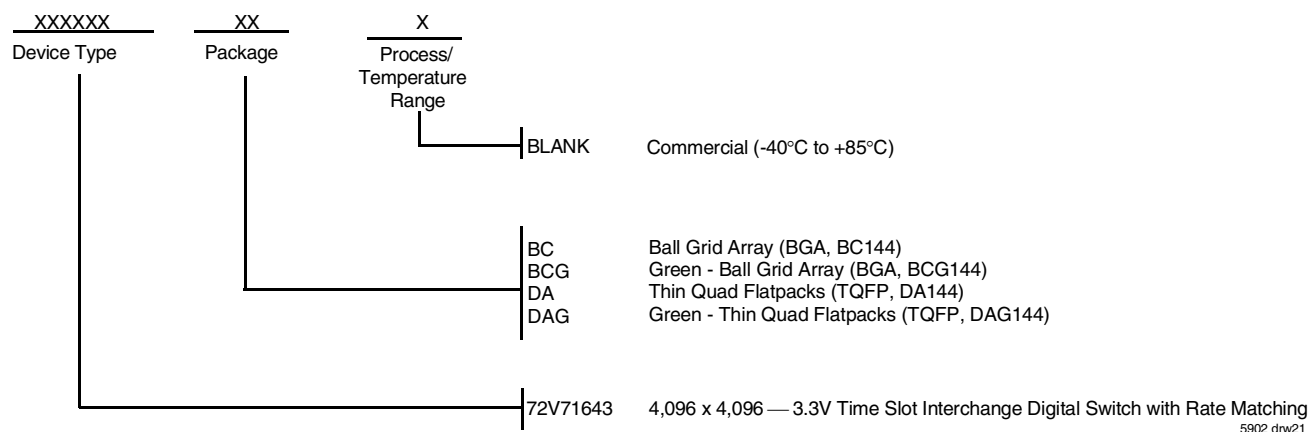 XXXXXX XX X
Device Type Package Process/
Temperature
Range
BLANK Commercial (-40°C to +85°C)
BC Ball Grid Array (BGA, BC144)
BCG Green - Ball Grid Array (BGA, BCG144)
DA Thin Quad Flatpacks (TQFP, DA144)
DAG Green - Thin Quad Flatpacks (TQFP, DAG144)
72V71643 4,096 x 4,096 — 3.3V Time Slot Interchange Digital Switch with Rate Matching
5902 drw21